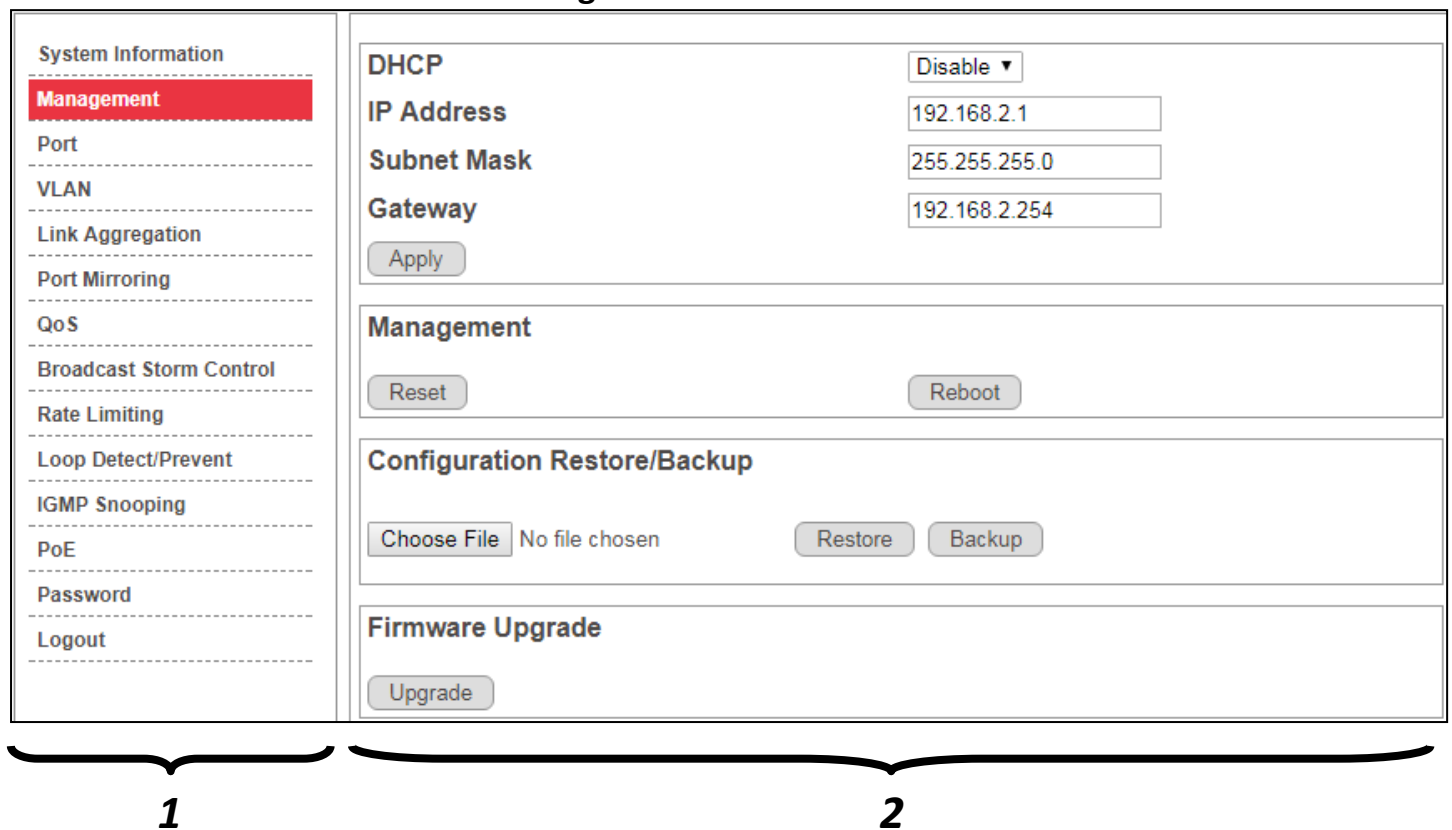 System Information
Management
Port
VLAN
Link Aggregation
Port Mirroring
QoS
Broadcast Storm Control
Rate Limiting
Loop Detect/Prevent
IGMP Snooping
PoE
Password
Logout
DHCP Disable ▼
IP Address 192.168.2.1
Subnet Mask 255.255.255.0
Gateway 192.168.2.254
Apply
Management
Reset Reboot
Configuration Restore/Backup
Choose File No file chosen Restore Backup
Firmware Upgrade
Upgrade
1 2